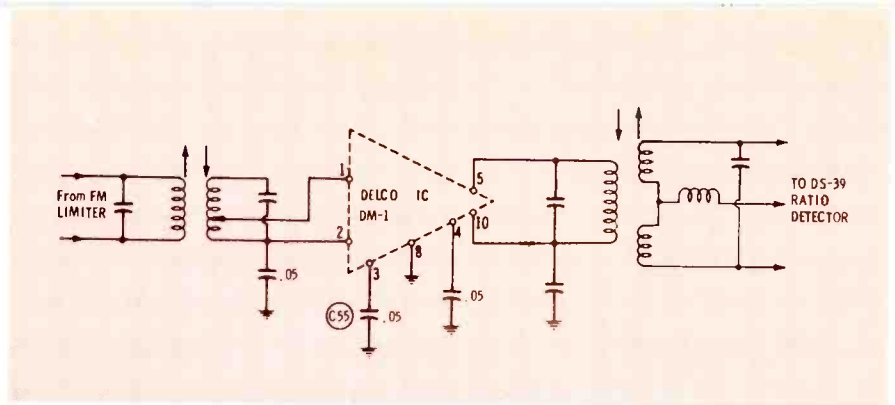 From FM
LIMITER
.05
1
2
DELCO IC
DM-1
3
C55
.05
8
4
.05
5
10
TO DS-39
RATIO
DETECTOR